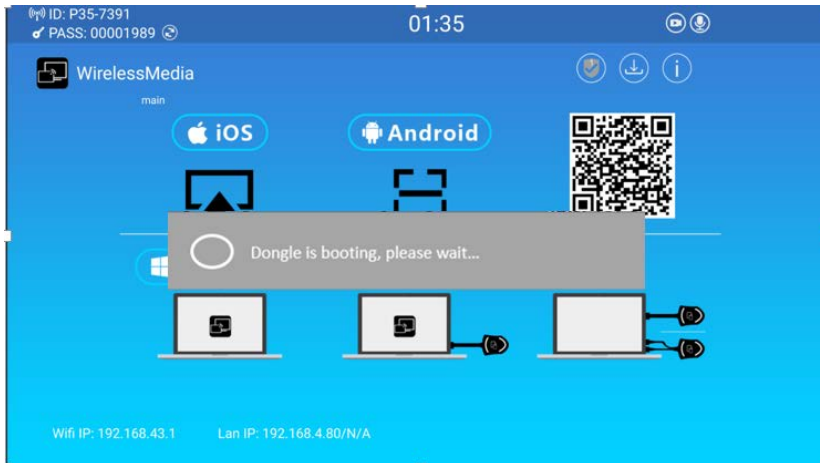 ID: P35-7391
01:35
PASS: 00001989
WirelessMedia
main
iOS
Android
Dongle is booting, please wait...
Wifi IP: 192.168.43.1
Lan IP: 192.168.4.80/N/A